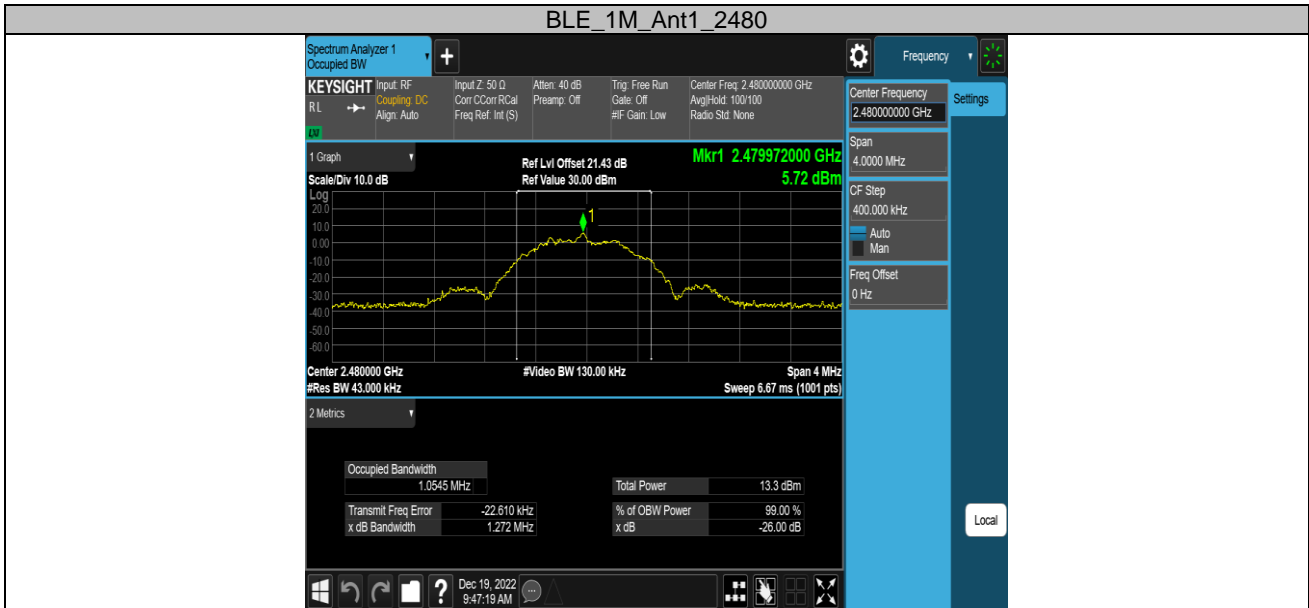 BLE_1M_Ant1_2480
Spectrum Analyzer 1
Occupied BW
+
Frequency
KEYSIGHT
RL
LXI
Input: RF
Coupling: DC
Align: Auto
Input Z: 50 Ω
Corr CCorr RCal
Freq Ref: Int (S)
Atten: 40 dB
Preamp: Off
Trig: Free Run
Gate: Off
#IF Gain: Low
Center Freq: 2.480000000 GHz
Avg|Hold: 100/100
Radio Std: None
Center Frequency
2.480000000 GHz
Settings
Span
4.0000 MHz
CF Step
400.000 kHz
Auto
Man
Freq Offset
0 Hz
1 Graph
Scale/Div 10.0 dB
Ref Lvl Offset 21.43 dB
Ref Value 30.00 dBm
Mkr1 2.479972000 GHz
5.72 dBm
Log
20.0
10.0
0.00
-10.0
-20.0
-30.0
-40.0
-50.0
-60.0
1
Center 2.480000 GHz
#Res BW 43.000 kHz
#Video BW 130.00 kHz
Span 4 MHz
Sweep 6.67 ms (1001 pts)
2 Metrics
Occupied Bandwidth
1.0545 MHz
Total Power 13.3 dBm
Transmit Freq Error -22.610 kHz
% of OBW Power 99.00 %
x dB Bandwidth 1.272 MHz
x dB -26.00 dB
Local
?
Dec 19, 2022
9:47:19 AM